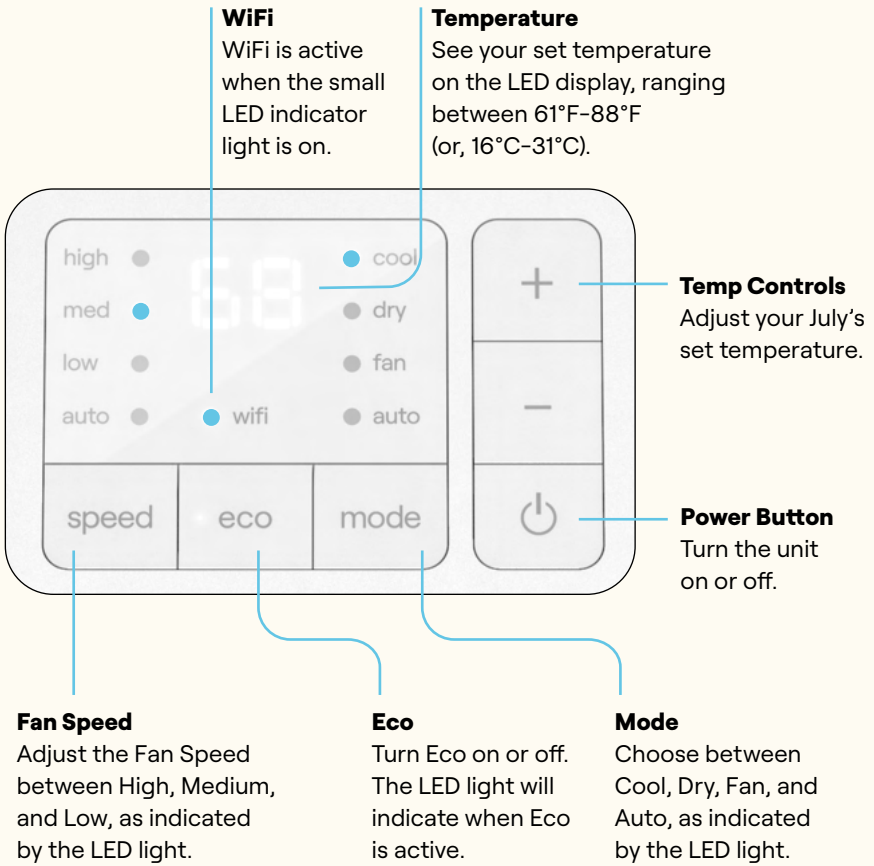 WiFi
WiFi is active
when the small
LED indicator
light is on.
Temperature
See your set temperature
on the LED display, ranging
between 61°F-88°F
(or, 16°C-31°C).
high
med
low
auto
68
wifi
cool
dry
fan
auto
+
−
speed
eco
mode
Temp Controls
Adjust your July’s
set temperature.
Power Button
Turn the unit
on or off.
Fan Speed
Adjust the Fan Speed
between High, Medium,
and Low, as indicated
by the LED light.
Eco
Turn Eco on or off.
The LED light will
indicate when Eco
is active.
Mode
Choose between
Cool, Dry, Fan, and
Auto, as indicated
by the LED light.